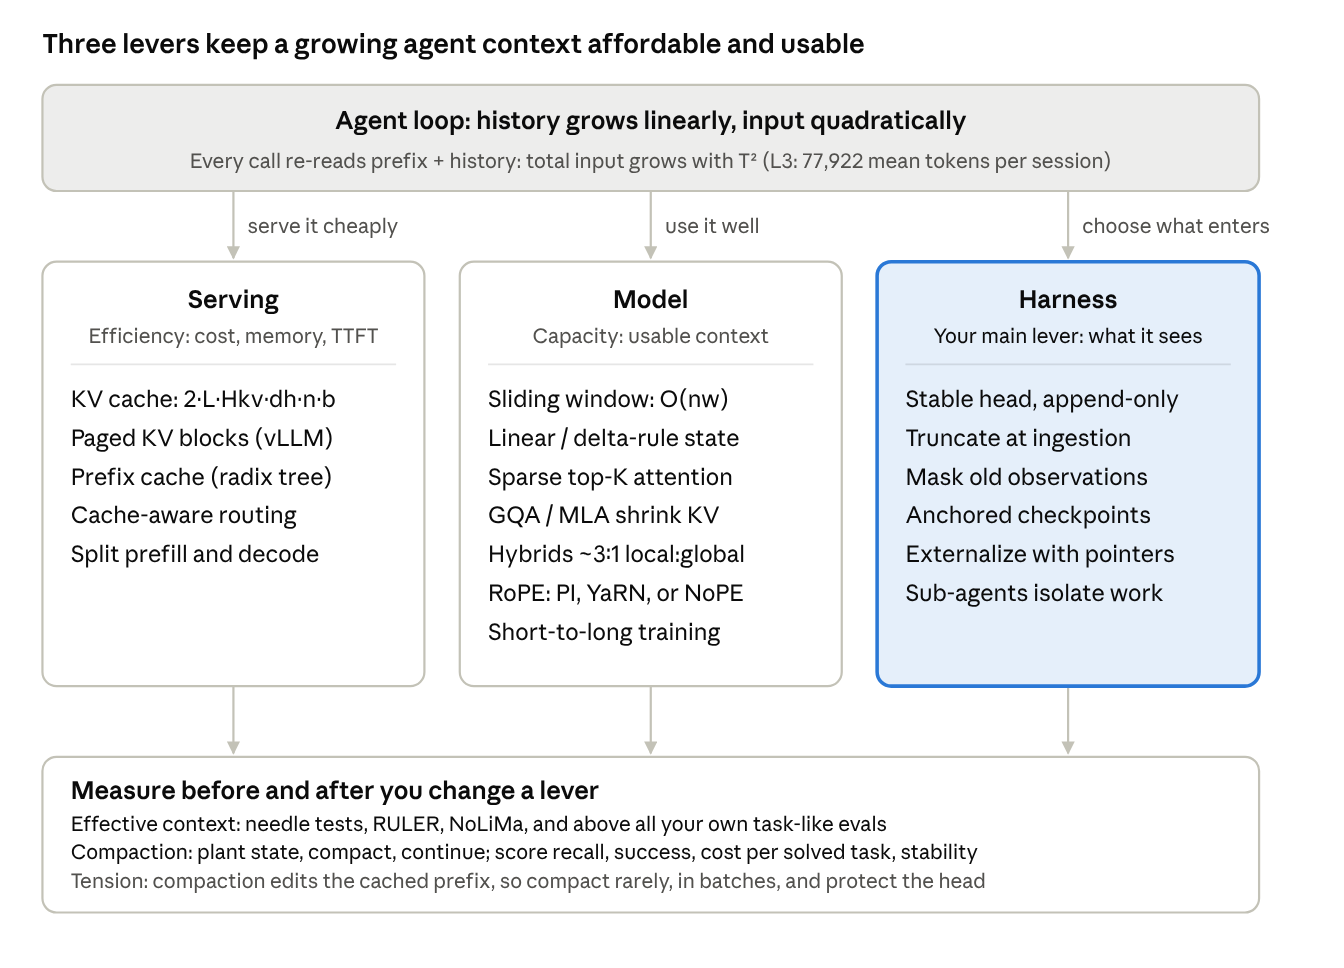 Three levers keep a growing agent context affordable and usable
Agent loop: history grows linearly, input quadratically
Every call re-reads prefix + history: total input grows with T² (L3: 77,922 mean tokens per session)
serve it cheaply
use it well
choose what enters
Serving
Efficiency: cost, memory, TTFT
KV cache: 2·L·Hkv·dh·n·b
Paged KV blocks (vLLM)
Prefix cache (radix tree)
Cache-aware routing
Split prefill and decode
Model
Capacity: usable context
Sliding window: O(nw)
Linear / delta-rule state
Sparse top-K attention
GQA / MLA shrink KV
Hybrids ~3:1 local:global
RoPE: PI, YaRN, or NoPE
Short-to-long training
Harness
Your main lever: what it sees
Stable head, append-only
Truncate at ingestion
Mask old observations
Anchored checkpoints
Externalize with pointers
Sub-agents isolate work
Measure before and after you change a lever
Effective context: needle tests, RULER, NoLiMa, and above all your own task-like evals
Compaction: plant state, compact, continue; score recall, success, cost per solved task, stability
Tension: compaction edits the cached prefix, so compact rarely, in batches, and protect the head